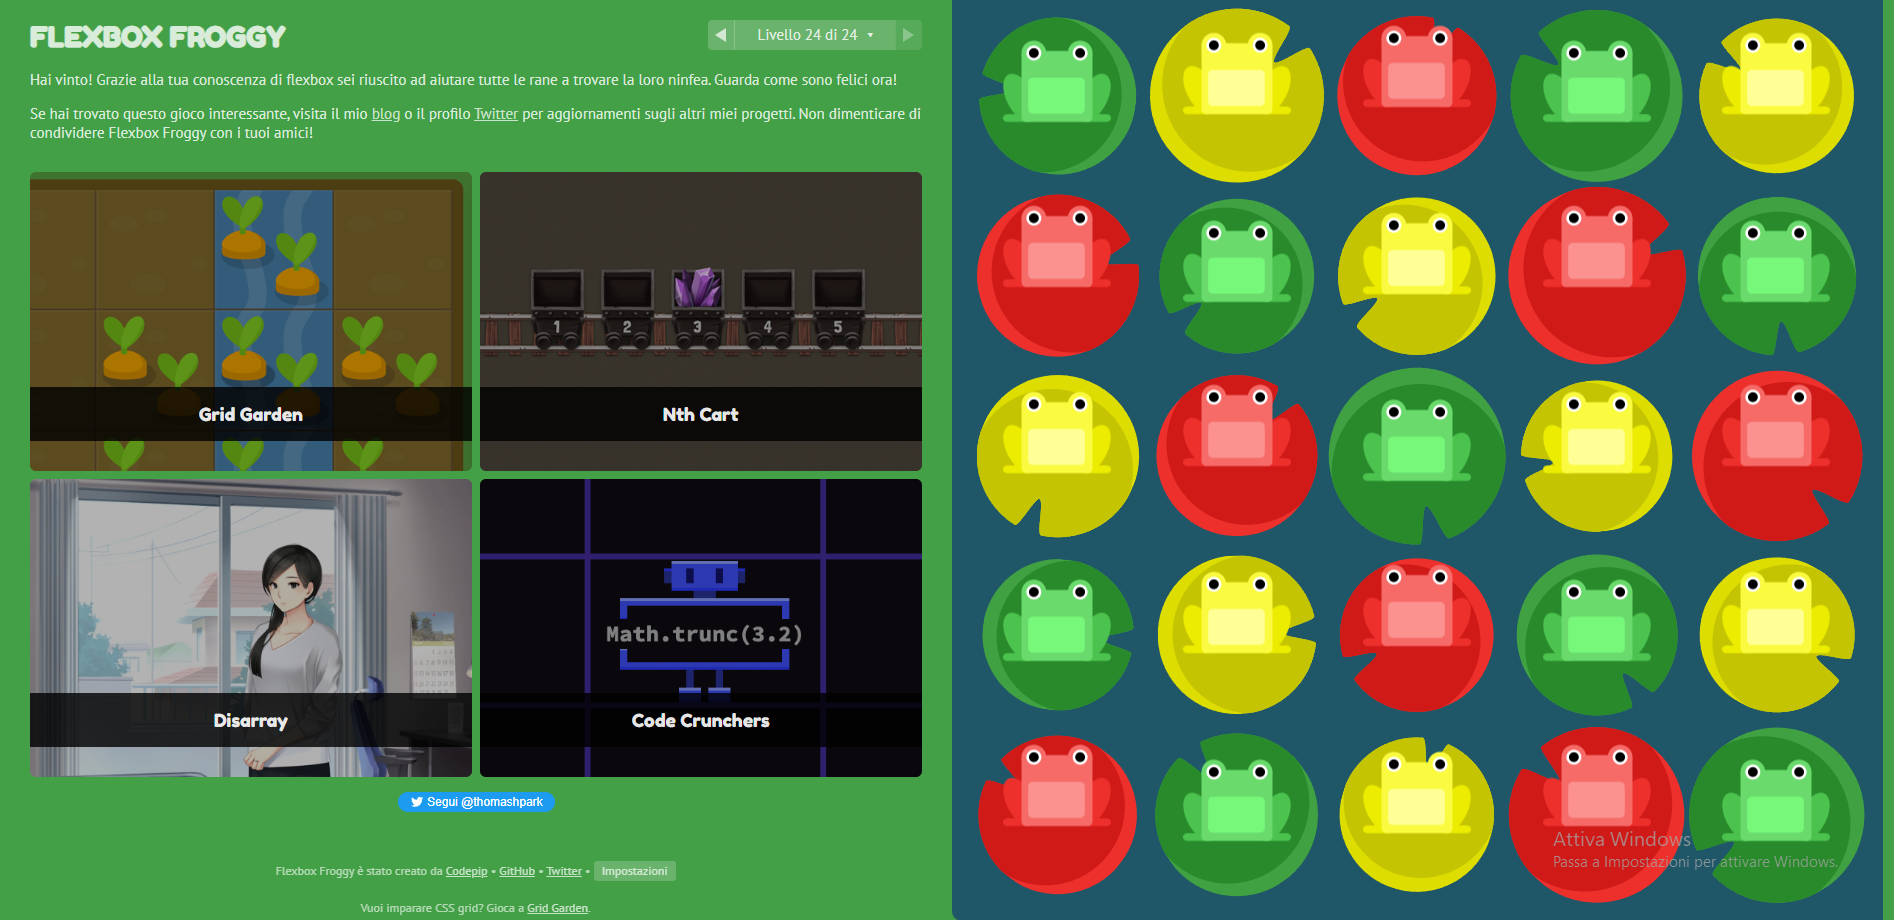 FLEXBOX FROGGY
Livello 24 di 24
Hai vinto! Grazie alla tua conoscenza di flexbox sei riuscito ad aiutare tutte le rane a trovare la loro ninfea. Guarda come sono felici ora!
Se hai trovato questo gioco interessante, visita il mio blog o il profilo Twitter per aggiornamenti sugli altri miei progetti. Non dimenticare di
condividere Flexbox Froggy con i tuoi amici!
1 2 3 4 5
Grid Garden
Nth Cart
Math.trunc(3.2)
Disarray
Code Crunchers
Segui @thomashpark
Flexbox Froggy è stato creato da Codepip • GitHub • Twitter • Impostazioni
Vuoi imparare CSS grid? Gioca a Grid Garden.
Attiva Windows
Passa a Impostazioni per attivare Windows.